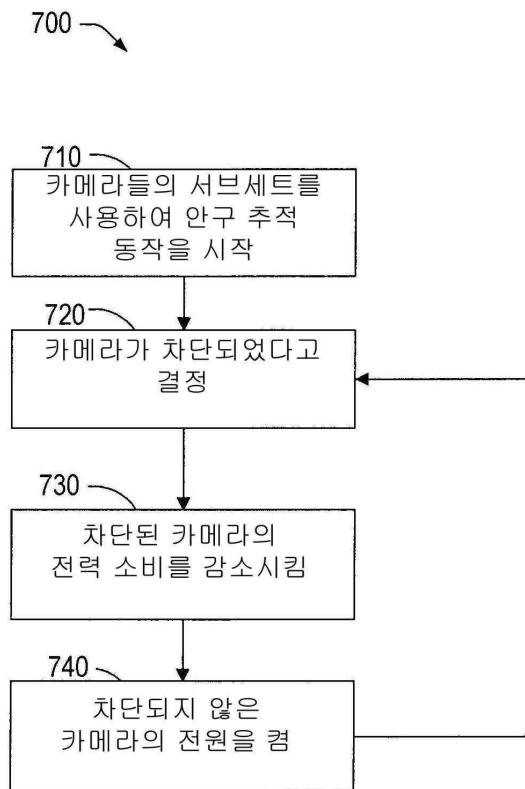 700
710
카메라들의 서브세트를
사용하여 안구 추적
동작을 시작
720
카메라가 차단되었다고
결정
730
차단된 카메라의
전력 소비를 감소시킴
740
차단되지 않은
카메라의 전원을 켬